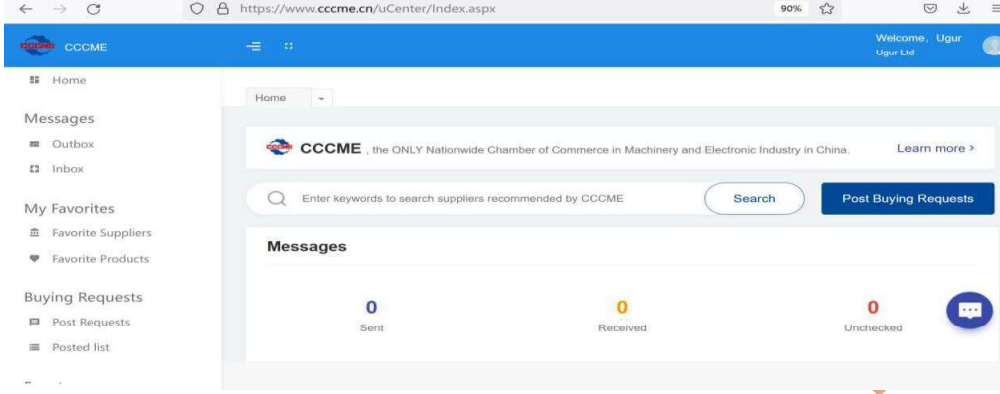 https://www.cccme.cn/uCenter/Index.aspx
90%
CCCME
Welcome, Ugur
Ugur Ltd
Home
Messages
Outbox
Inbox
My Favorites
Favorite Suppliers
Favorite Products
Buying Requests
Post Requests
Posted list
Home
CCCME , the ONLY Nationwide Chamber of Commerce in Machinery and Electronic Industry in China.
Learn more >
Enter keywords to search suppliers recommended by CCCME
Search
Post Buying Requests
Messages
0
Sent
0
Received
0
Unchecked